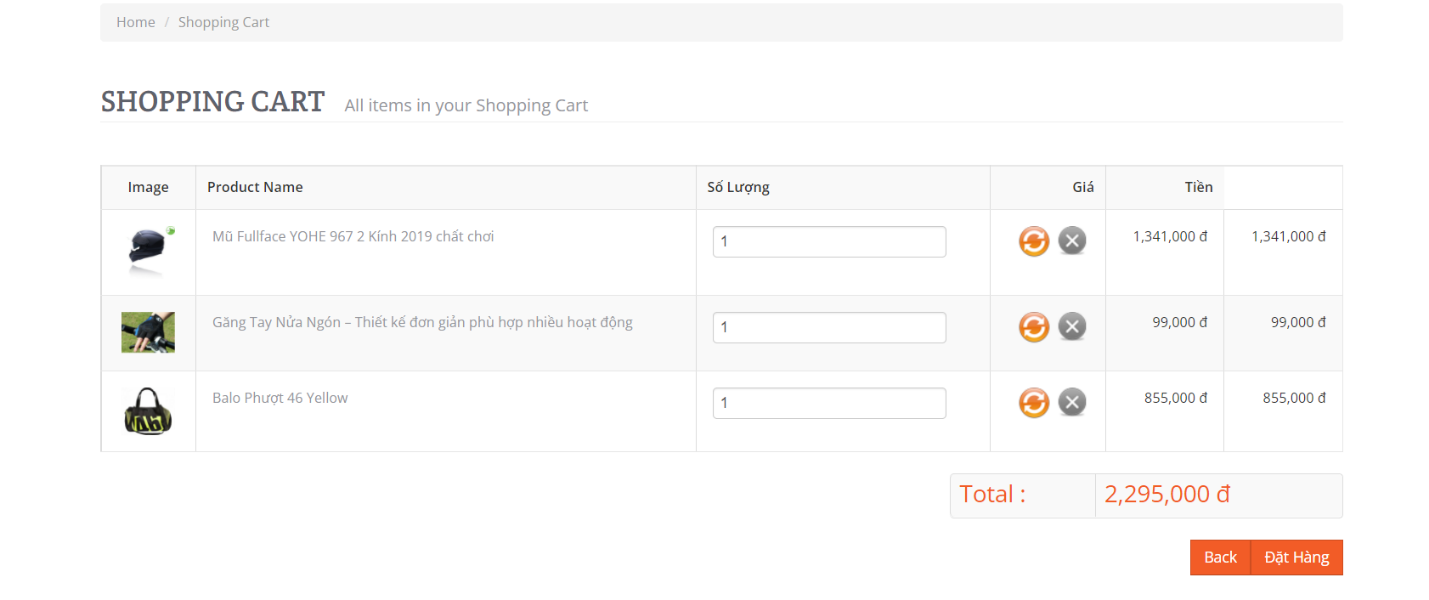 Home / Shopping Cart
SHOPPING CART All items in your Shopping Cart
Image Product Name Số Lượng Giá Tiền
Mũ Fullface YOHE 967 2 Kính 2019 chất chơi 1 1,341,000 đ 1,341,000 đ
Găng Tay Nửa Ngón – Thiết kế đơn giản phù hợp nhiều hoạt động 1 99,000 đ 99,000 đ
Balo Phượt 46 Yellow 1 855,000 đ 855,000 đ
Total : 2,295,000 đ
Back Đặt Hàng